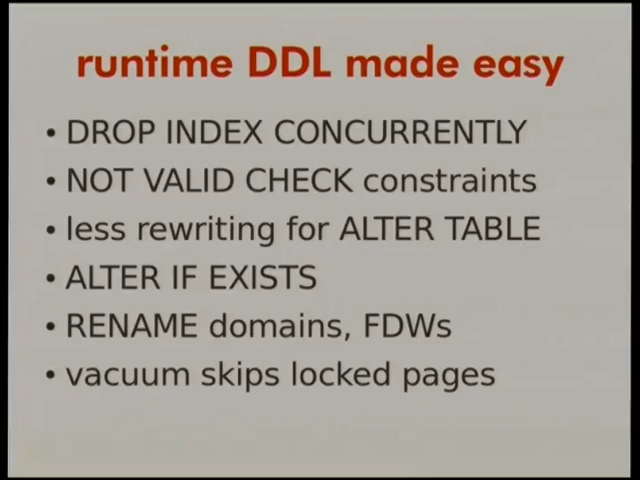 runtime DDL made easy
• DROP INDEX CONCURRENTLY
• NOT VALID CHECK constraints
• less rewriting for ALTER TABLE
• ALTER IF EXISTS
• RENAME domains, FDWs
• vacuum skips locked pages